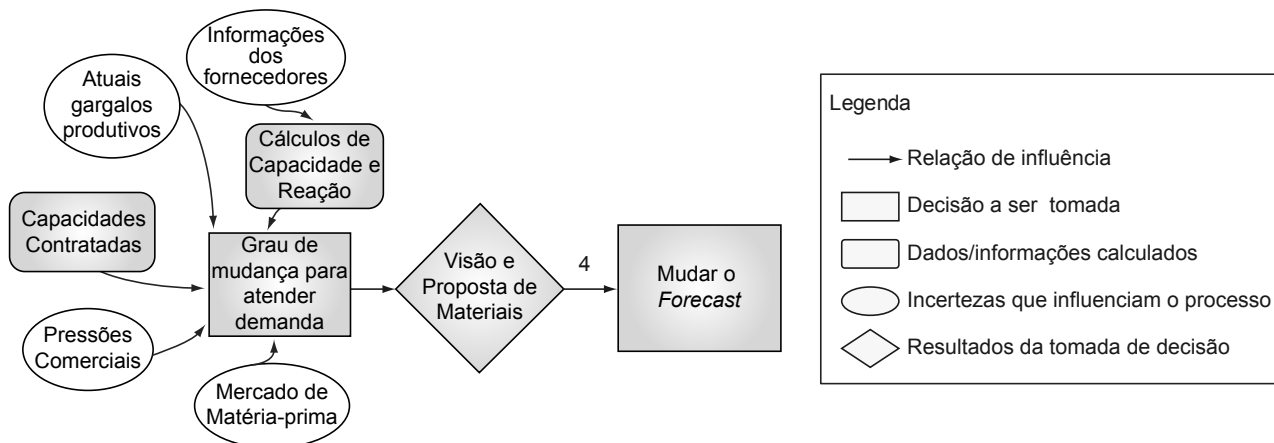 Informações
dos
fornecedores
Atuais
gargalos
produtivos
Cálculos de
Capacidade e
Reação
Capacidades
Contratadas
Grau de
mudança para
atender
demanda
Visão e
Proposta de
Materiais
4
Mudar o
Forecast
Pressões
Comerciais
Mercado de
Matéria-prima
Legenda
Relação de influência
Decisão a ser tomada
Dados/informações calculados
Incertezas que influenciam o processo
Resultados da tomada de decisão